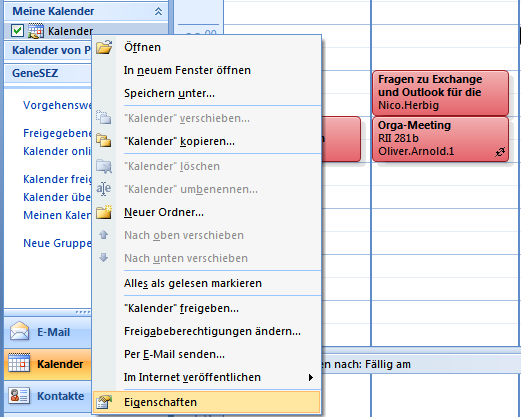 Meine Kalender
Kalender
Kalender von P
GeneSEZ
Vorgehenswe
Freigegebene
Kalender onli
Kalender freig
Kalender übe
Meinen Kalen
Neue Gruppe
E-Mail
Kalender
Kontakte
Öffnen
In neuem Fenster öffnen
Speichern unter...
"Kalender" verschieben...
"Kalender" kopieren...
"Kalender" löschen
"Kalender" umbenennen...
Neuer Ordner...
Nach oben verschieben
Nach unten verschieben
Alles als gelesen markieren
"Kalender" freigeben...
Freigabeberechtigungen ändern...
Per E-Mail senden...
Im Internet veröffentlichen
Eigenschaften
Fragen zu Exchange
und Outlook für die
Nico.Herbig
Orga-Meeting
RII 281b
Oliver.Arnold.1
en nach: Fällig am